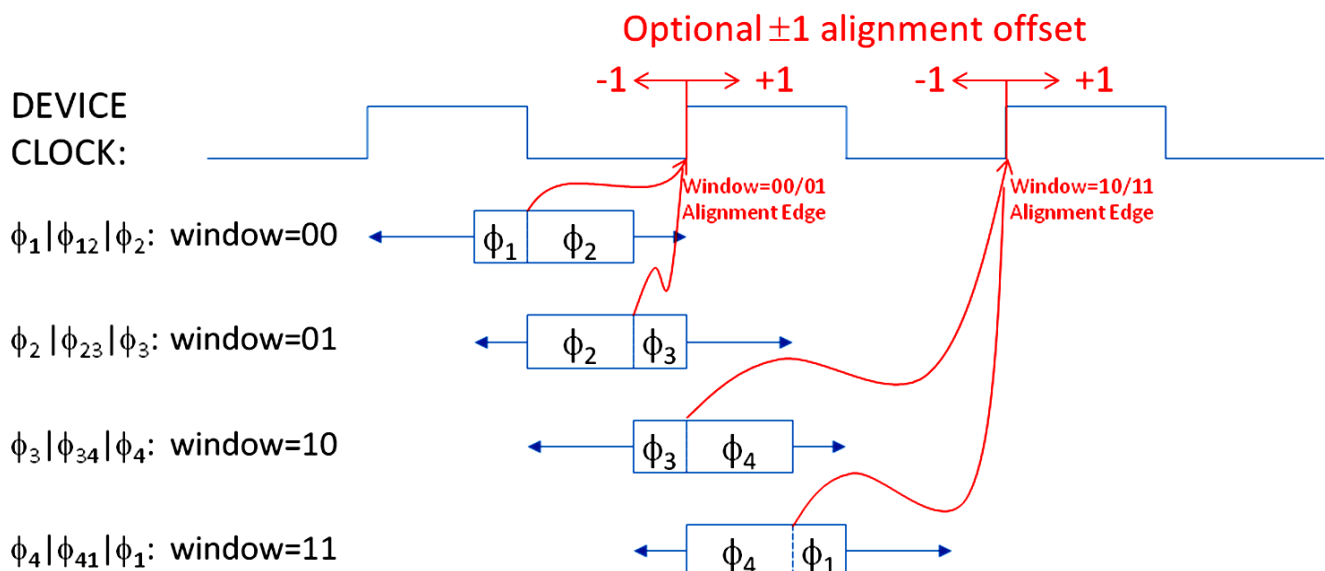 Optional ±1 alignment offset
-1 +1 -1 +1
DEVICE
CLOCK:
Window=00/01
Alignment Edge
Window=10/11
Alignment Edge
ϕ₁|ϕ₁₂|ϕ₂: window=00
ϕ₁ ϕ₂
ϕ₂|ϕ₂₃|ϕ₃: window=01
ϕ₂ ϕ₃
ϕ₃|ϕ₃₄|ϕ₄: window=10
ϕ₃ ϕ₄
ϕ₄|ϕ₄₁|ϕ₁: window=11
ϕ₄ ϕ₁